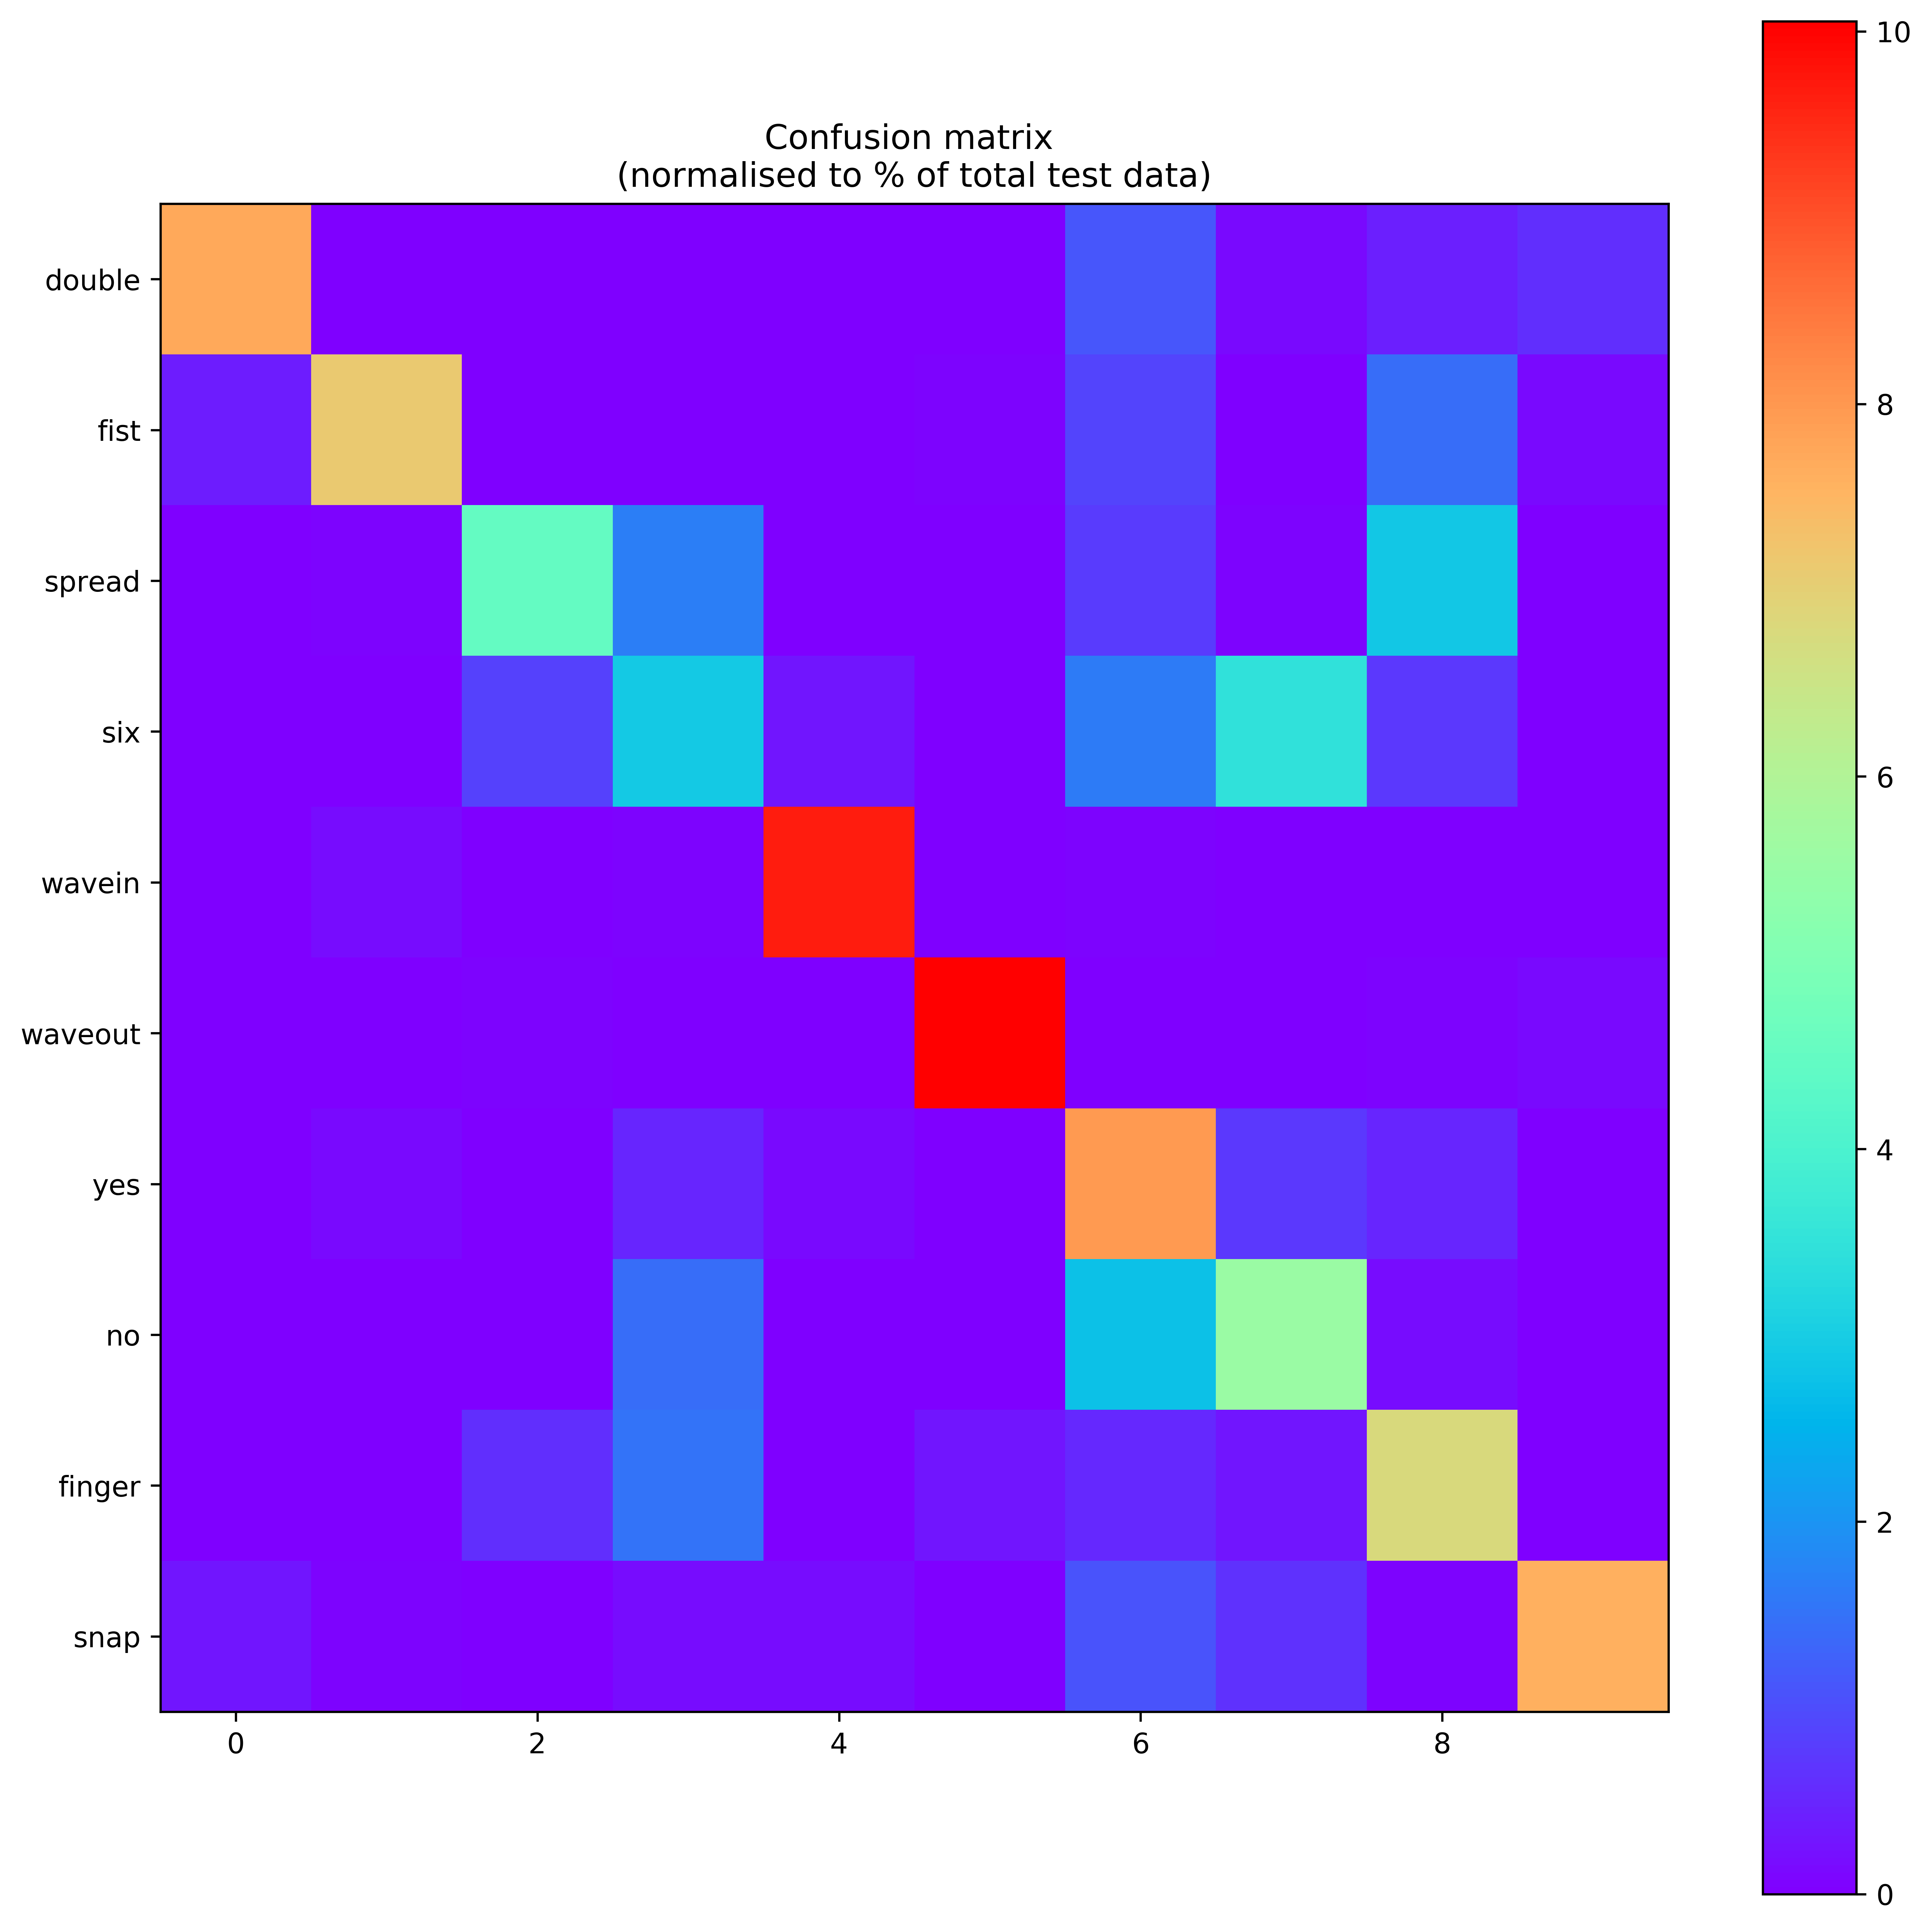 Confusion matrix
(normalised to % of total test data)
double
fist
spread
six
wavein
waveout
yes
no
finger
snap
0 2 4 6 8
10
8
6
4
2
0